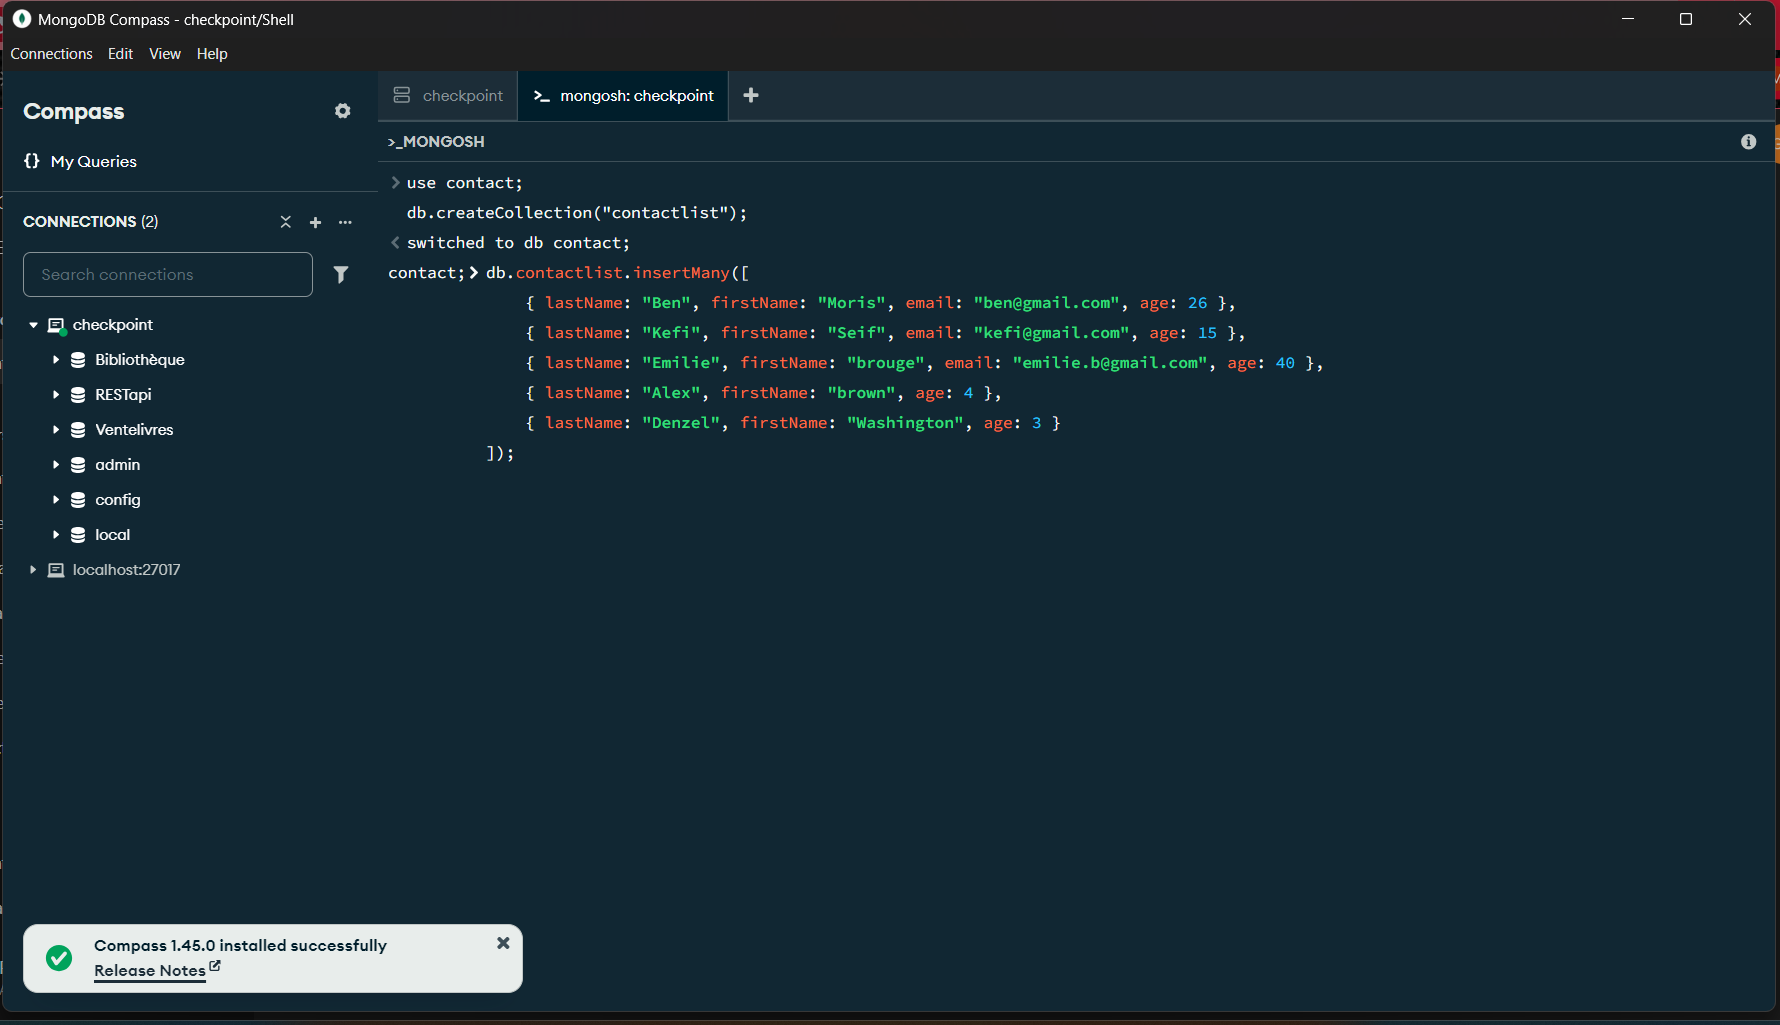 MongoDB Compass - checkpoint/Shell
Connections Edit View Help
Compass
{} My Queries
CONNECTIONS (2)
Search connections
checkpoint
Bibliothèque
RESTapi
Ventelivres
admin
config
local
localhost:27017
checkpoint
>_ mongosh: checkpoint
>_MONGOSH
> use contact;
db.createCollection("contactlist");
< switched to db contact;
contact;> db.contactlist.insertMany([
{ lastName: "Ben", firstName: "Moris", email: "ben@gmail.com", age: 26 },
{ lastName: "Kefi", firstName: "Seif", email: "kefi@gmail.com", age: 15 },
{ lastName: "Emilie", firstName: "brouge", email: "emilie.b@gmail.com", age: 40 },
{ lastName: "Alex", firstName: "brown", age: 4 },
{ lastName: "Denzel", firstName: "Washington", age: 3 }
]);
Compass 1.45.0 installed successfully
Release Notes